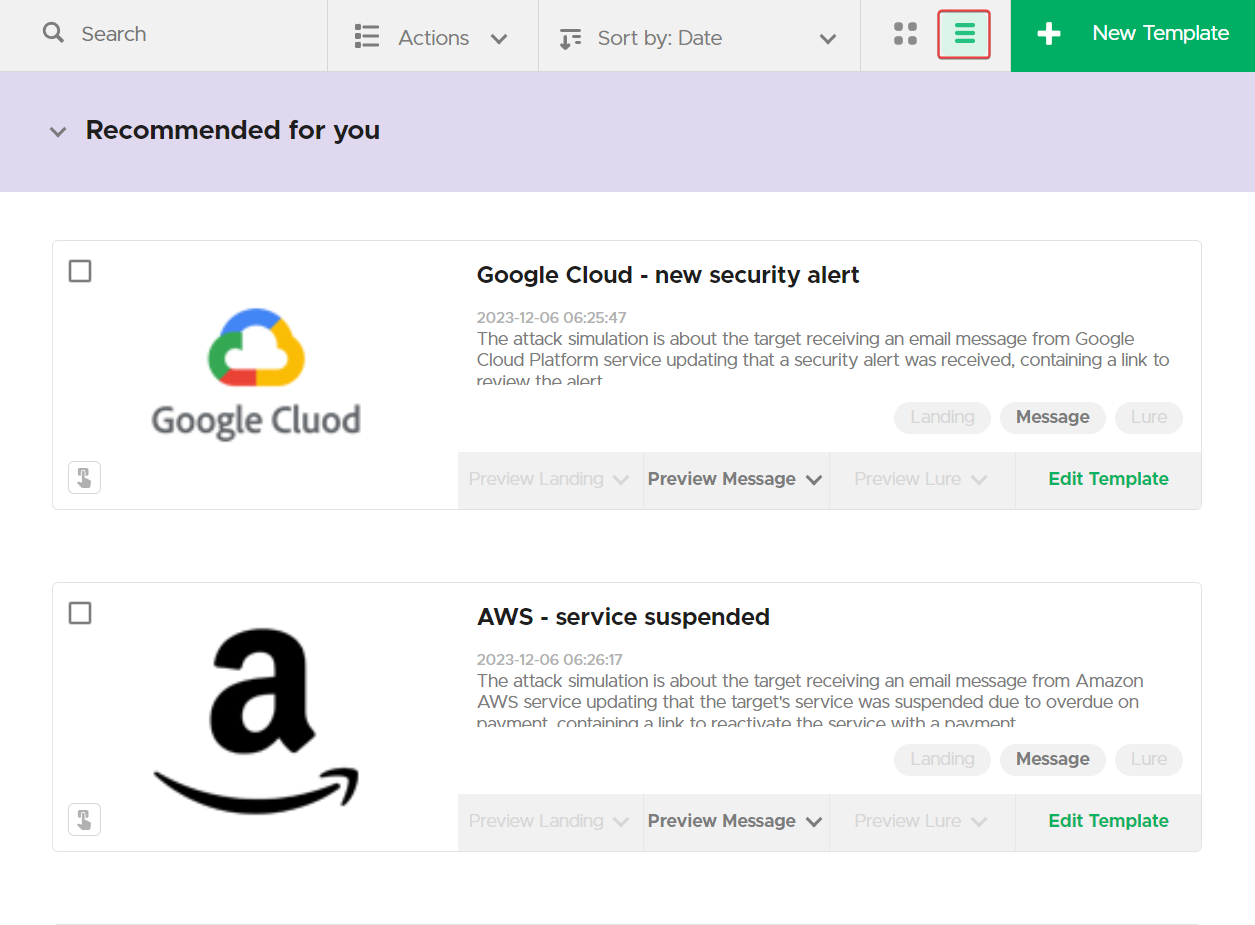 Search
Actions
Sort by: Date
New Template
Recommended for you
Google Cloud - new security alert
2023-12-06 06:25:47
The attack simulation is about the target receiving an email message from Google
Cloud Platform service updating that a security alert was received, containing a link to
review the alert
Google Cluod
Landing
Message
Lure
Preview Landing
Preview Message
Preview Lure
Edit Template
AWS - service suspended
2023-12-06 06:26:17
The attack simulation is about the target receiving an email message from Amazon
AWS service updating that the target's service was suspended due to overdue on
payment, containing a link to reactivate the service with a payment
a
Landing
Message
Lure
Preview Landing
Preview Message
Preview Lure
Edit Template